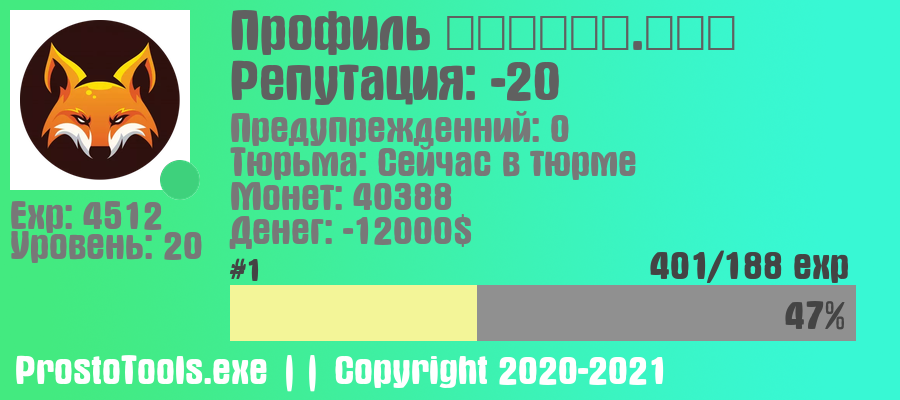 Профиль □□□□□□.□□□
Репутация: -20
Предупрежденний: 0
Тюрьма: Сейчас в тюрме
Монет: 40388
Денег: -12000$
Exp: 4512
Уровень: 20
#1
401/188 exp
47%
ProstoTools.exe || Copyright 2020-2021